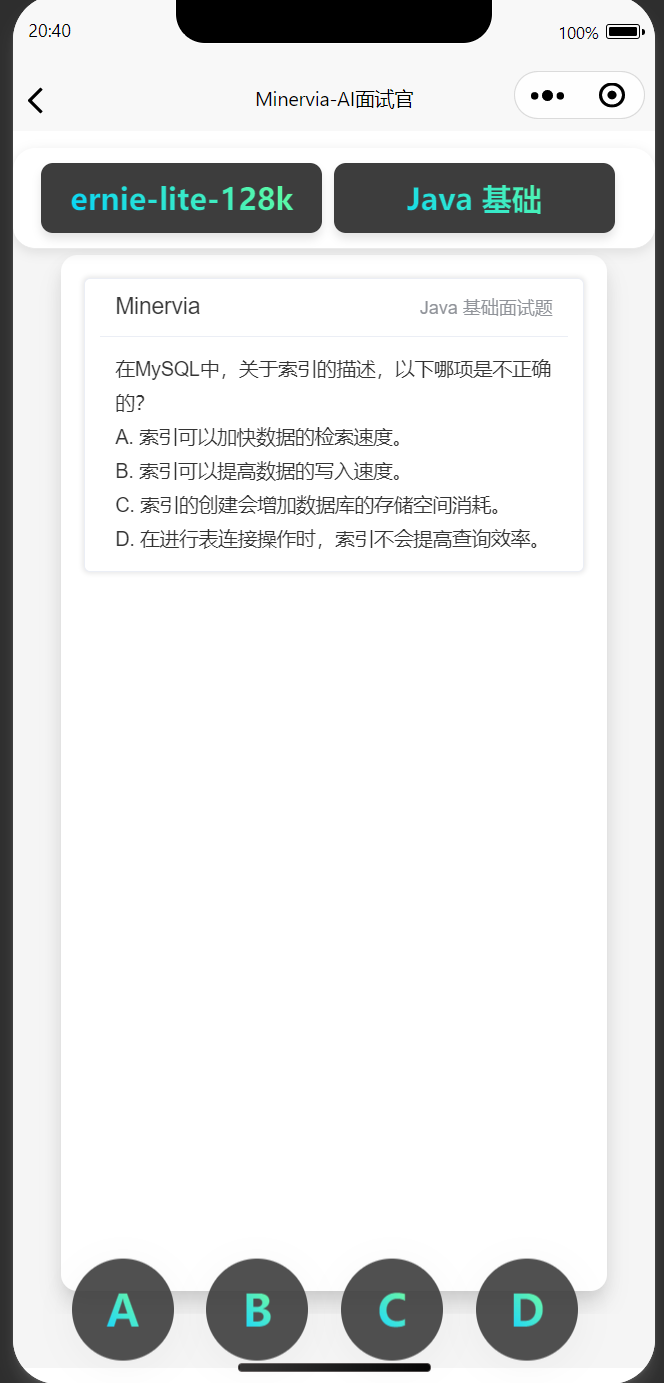 20:40
100%
Minervia-AI面试官
ernie-lite-128k
Java 基础
Minervia
Java 基础面试题
在MySQL中，关于索引的描述，以下哪项是不正确
的？
A. 索引可以加快数据的检索速度。
B. 索引可以提高数据的写入速度。
C. 索引的创建会增加数据库的存储空间消耗。
D. 在进行表连接操作时，索引不会提高查询效率。
A
B
C
D